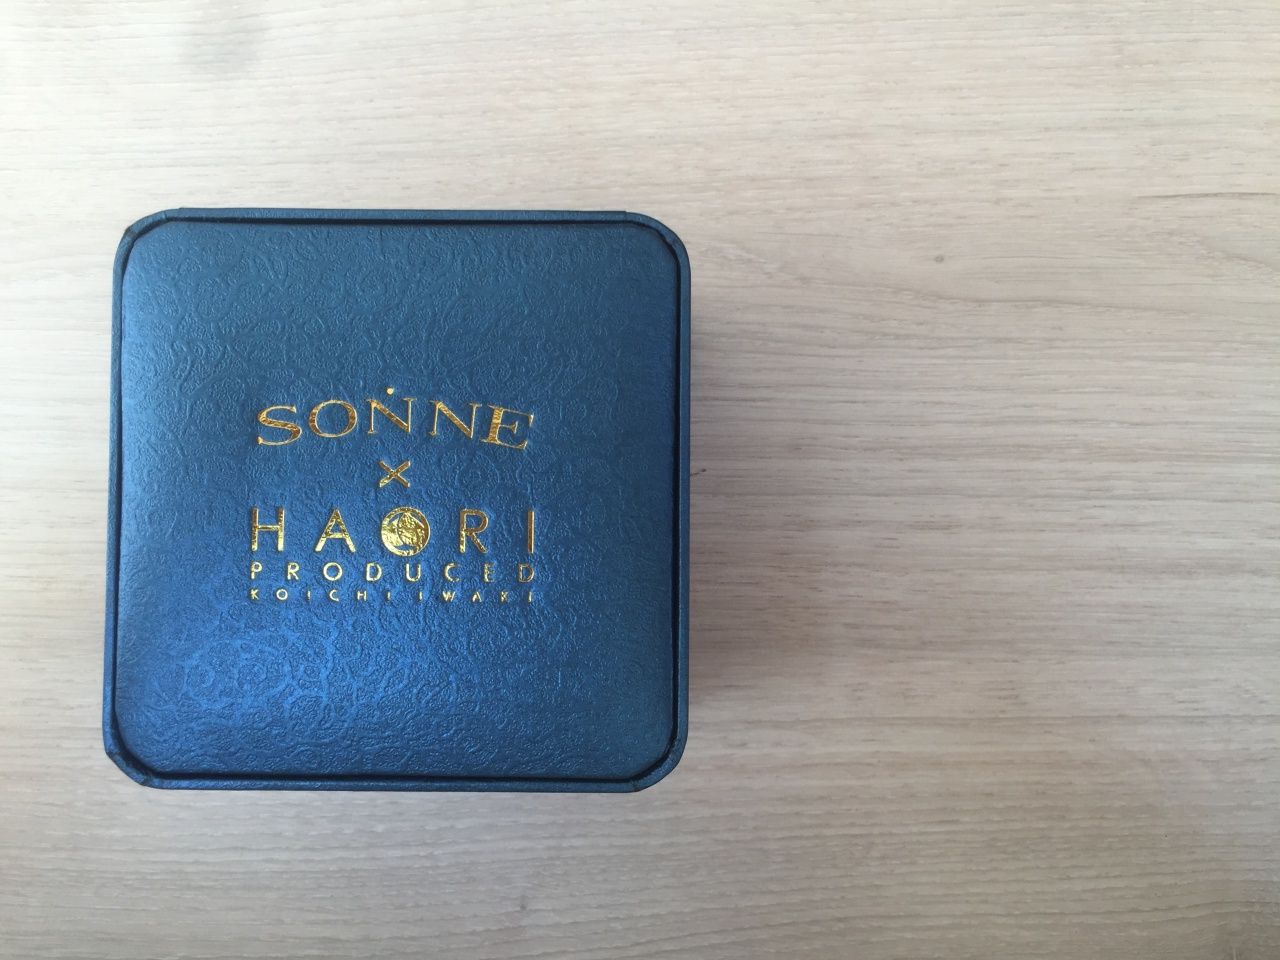 SONNE
×
HAORI
PRODUCED
KOICHI IWAKI